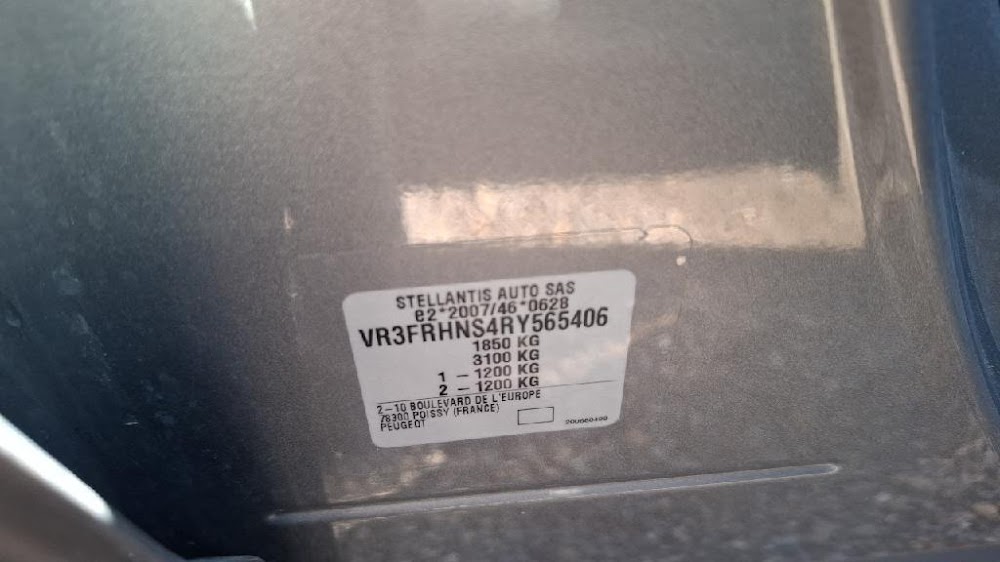 STELLANTIS AUTO SAS
e2*2007/46*0628
VR3FRHNS4RY565406
1850 KG
3100 KG
1 - 1200 KG
2 - 1200 KG
2-10 BOULEVARD DE L'EUROPE
78300 POISSY (FRANCE)
PEUGEOT